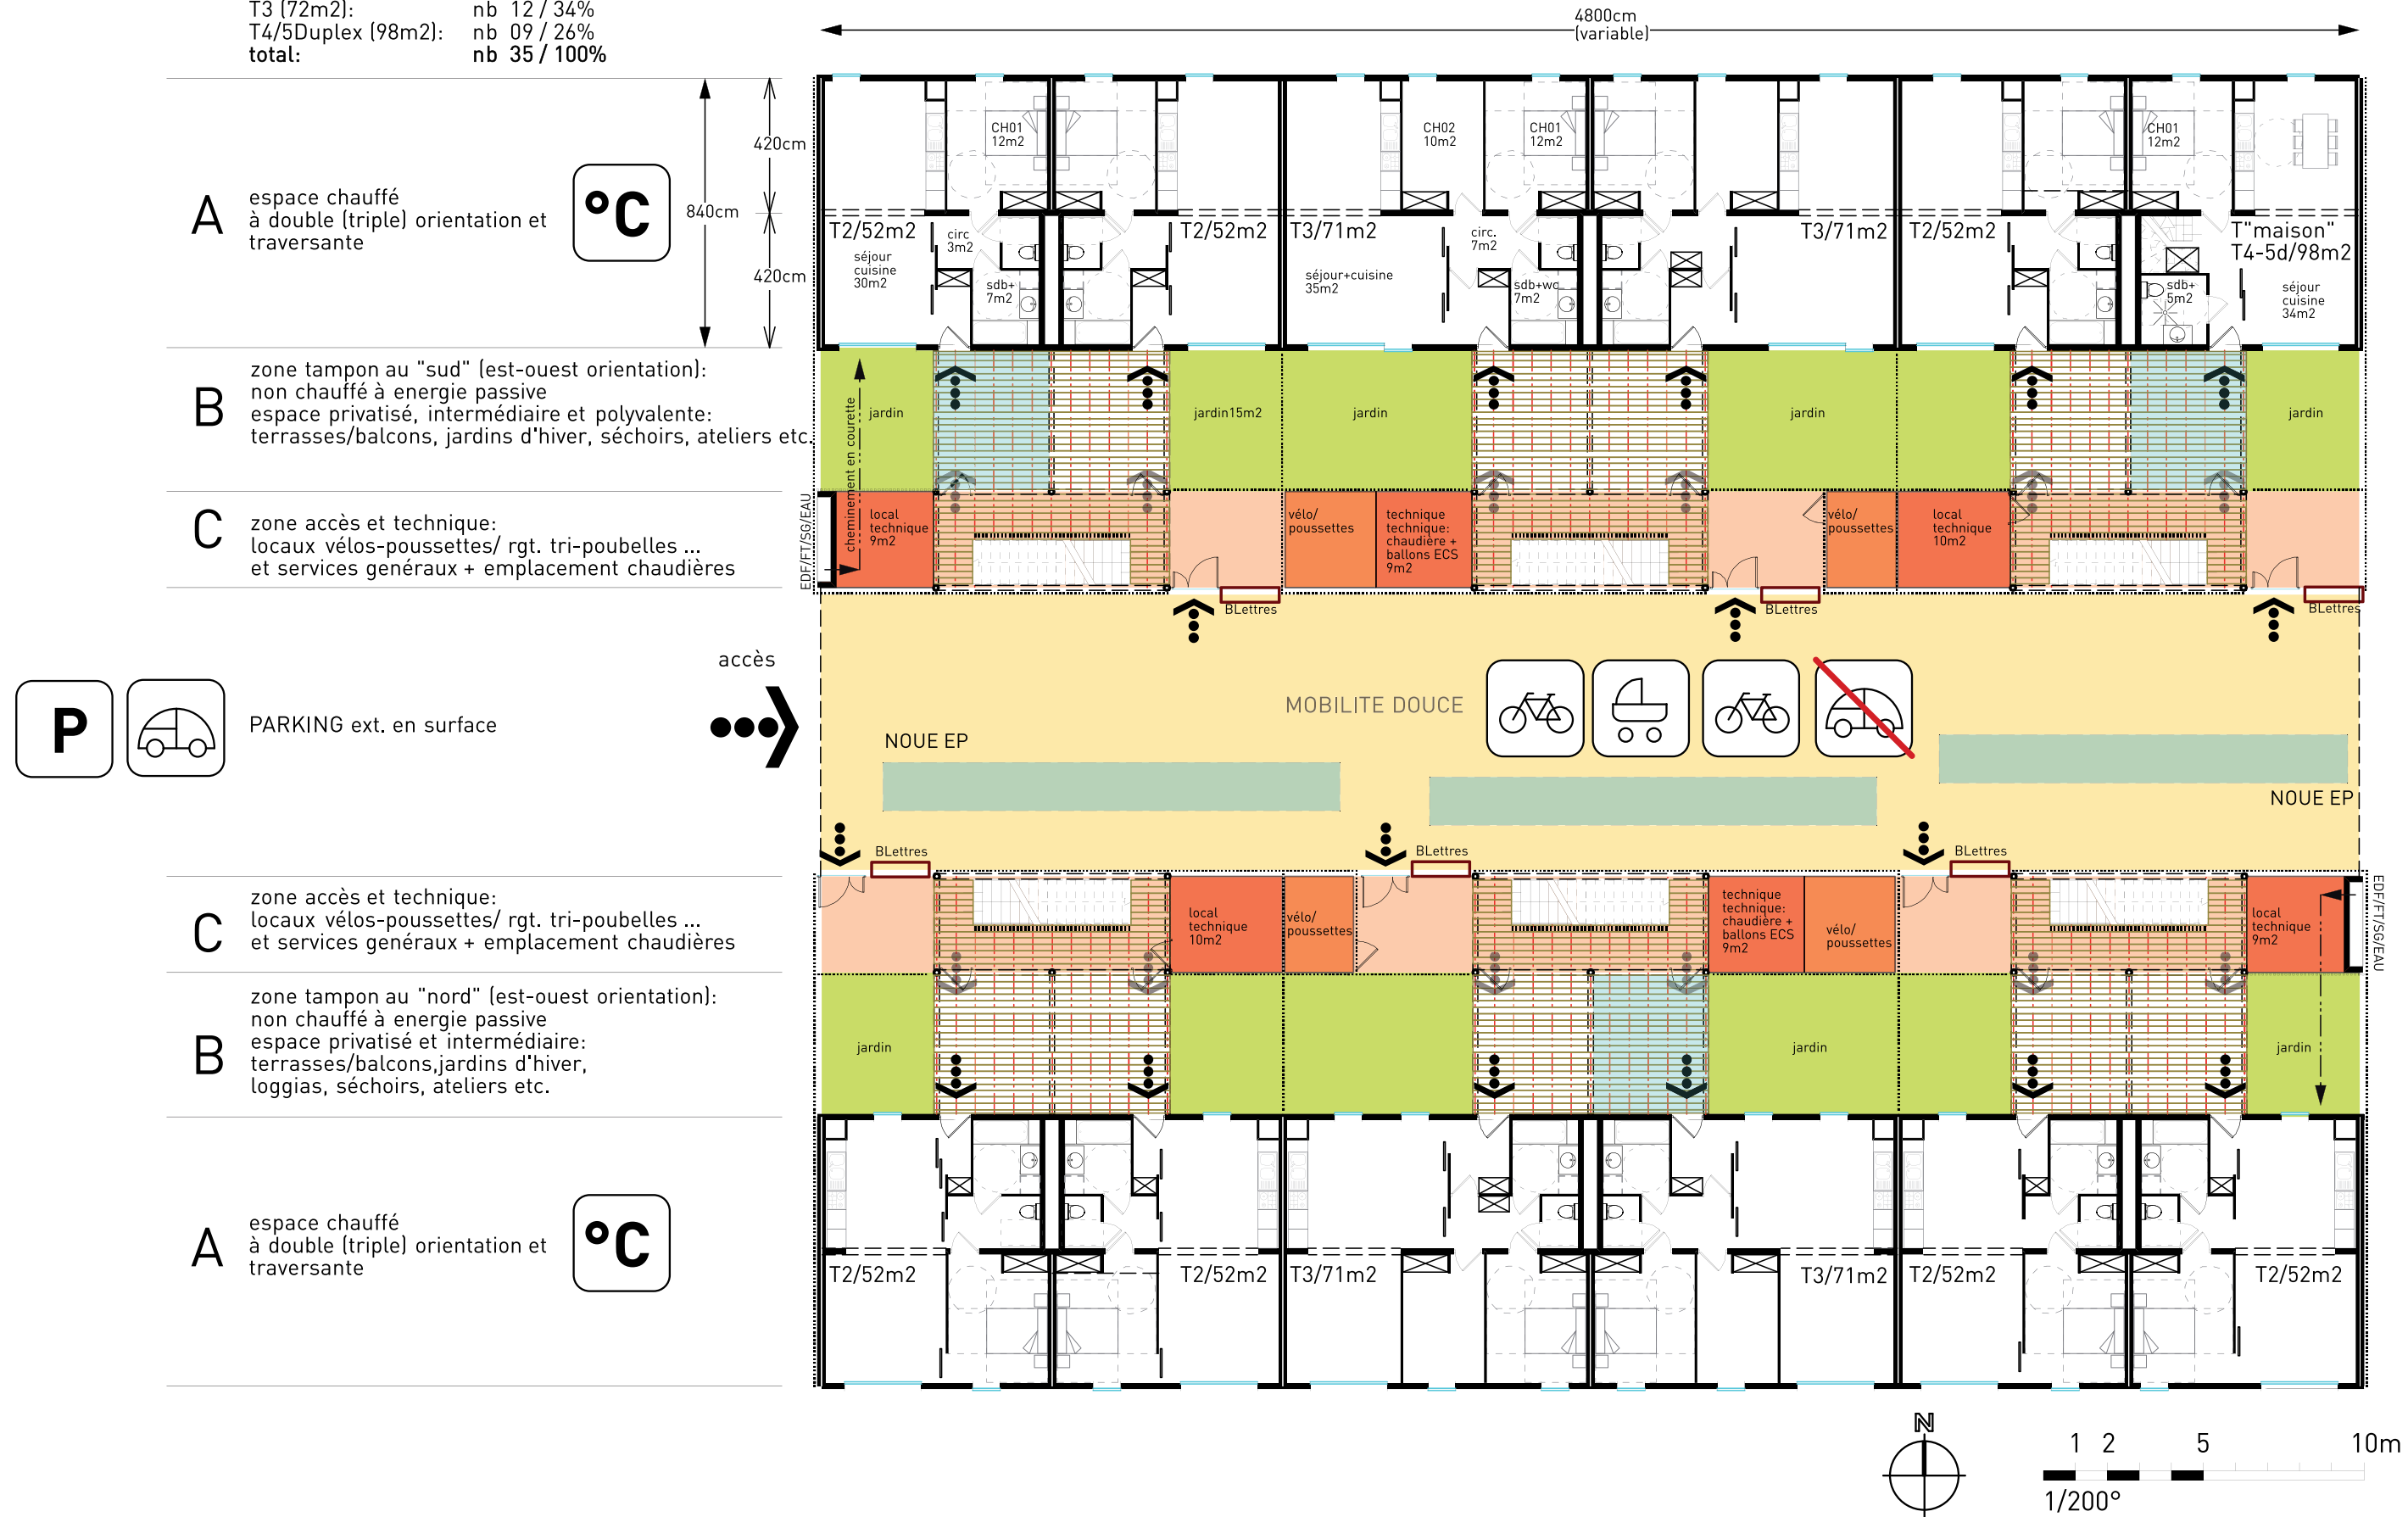 T3 (72m2): nb 12 / 34%
T4/5Duplex (98m2): nb 09 / 26%
total: nb 35 / 100%
4800cm
(variable)
A
espace chauffé
à double (triple) orientation et
traversante
°C
840cm
420cm
420cm
CH01
12m2
CH02
10m2
CH01
12m2
CH01
12m2
T2/52m2
T2/52m2
T3/71m2
T3/71m2
T2/52m2
T"maison"
T4-5d/98m2
séjour
cuisine
30m2
circ
3m2
sdb+
7m2
séjour+cuisine
35m2
circ.
7m2
sdb+wc
7m2
sdb+
5m2
séjour
cuisine
34m2
B
zone tampon au "sud" (est-ouest orientation):
non chauffé à energie passive
espace privatisé, intermédiaire et polyvalente:
terrasses/balcons, jardins d'hiver, séchoirs, ateliers etc.
cheminement en courette
jardin
jardin15m2
jardin
jardin
jardin
C
zone accès et technique:
locaux vélos-poussettes/ rgt. tri-poubelles ...
et services genéraux + emplacement chaudières
EDF/FT/SG/EAU
local
technique
9m2
vélo/
poussettes
technique
technique:
chaudière +
ballons ECS
9m2
vélo/
poussettes
local
technique
10m2
BLettres
BLettres
BLettres
accès
P
PARKING ext. en surface
MOBILITE DOUCE
NOUE EP
NOUE EP
BLettres
BLettres
BLettres
C
zone accès et technique:
locaux vélos-poussettes/ rgt. tri-poubelles ...
et services genéraux + emplacement chaudières
local
technique
10m2
vélo/
poussettes
technique
technique:
chaudière +
ballons ECS
9m2
vélo/
poussettes
local
technique
9m2
EDF/FT/SG/EAU
B
zone tampon au "nord" (est-ouest orientation):
non chauffé à energie passive
espace privatisé et intermédiaire:
terrasses/balcons,jardins d'hiver,
loggias, séchoirs, ateliers etc.
jardin
jardin
jardin
A
espace chauffé
à double (triple) orientation et
traversante
°C
T2/52m2
T2/52m2
T3/71m2
T3/71m2
T2/52m2
T2/52m2
N
1 2 5 10m
1/200°